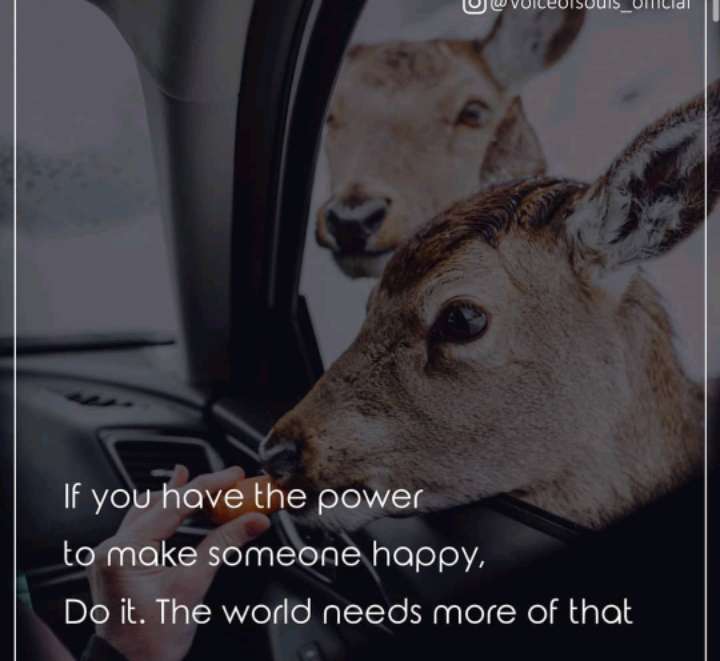 @voiceofsouls_official
If you have the power
to make someone happy,
Do it. The world needs more of that